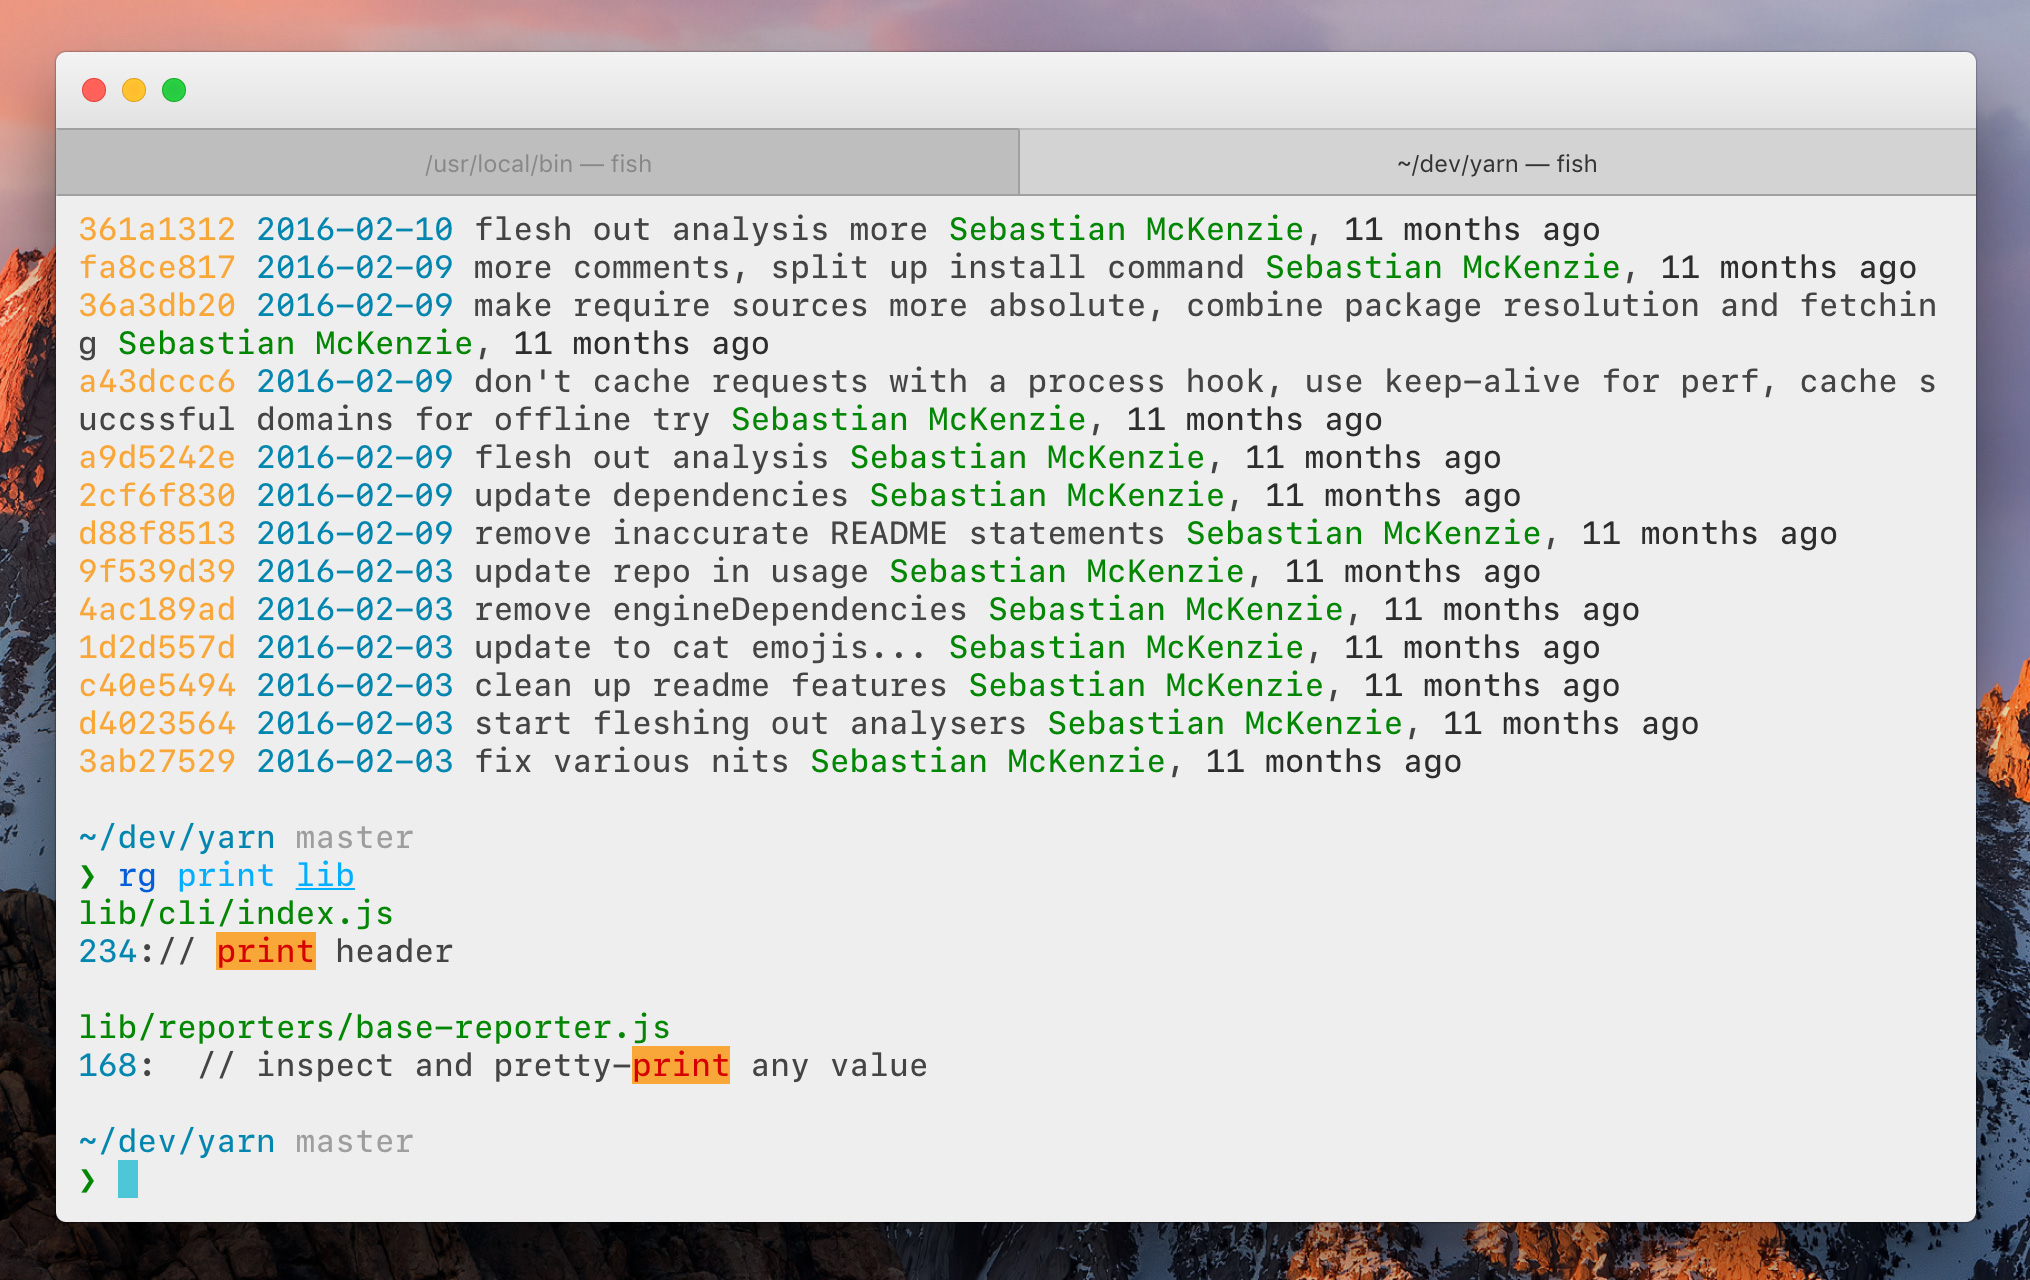 /usr/local/bin — fish
~/dev/yarn — fish
361a1312 2016-02-10 flesh out analysis more Sebastian McKenzie, 11 months ago
fa8ce817 2016-02-09 more comments, split up install command Sebastian McKenzie, 11 months ago
36a3db20 2016-02-09 make require sources more absolute, combine package resolution and fetchin
g Sebastian McKenzie, 11 months ago
a43dccc6 2016-02-09 don't cache requests with a process hook, use keep-alive for perf, cache s
uccssful domains for offline try Sebastian McKenzie, 11 months ago
a9d5242e 2016-02-09 flesh out analysis Sebastian McKenzie, 11 months ago
2cf6f830 2016-02-09 update dependencies Sebastian McKenzie, 11 months ago
d88f8513 2016-02-09 remove inaccurate README statements Sebastian McKenzie, 11 months ago
9f539d39 2016-02-03 update repo in usage Sebastian McKenzie, 11 months ago
4ac189ad 2016-02-03 remove engineDependencies Sebastian McKenzie, 11 months ago
1d2d557d 2016-02-03 update to cat emojis... Sebastian McKenzie, 11 months ago
c40e5494 2016-02-03 clean up readme features Sebastian McKenzie, 11 months ago
d4023564 2016-02-03 start fleshing out analysers Sebastian McKenzie, 11 months ago
3ab27529 2016-02-03 fix various nits Sebastian McKenzie, 11 months ago
~/dev/yarn master
❯ rg print lib
lib/cli/index.js
234:// print header
lib/reporters/base-reporter.js
168:  // inspect and pretty-print any value
~/dev/yarn master
❯